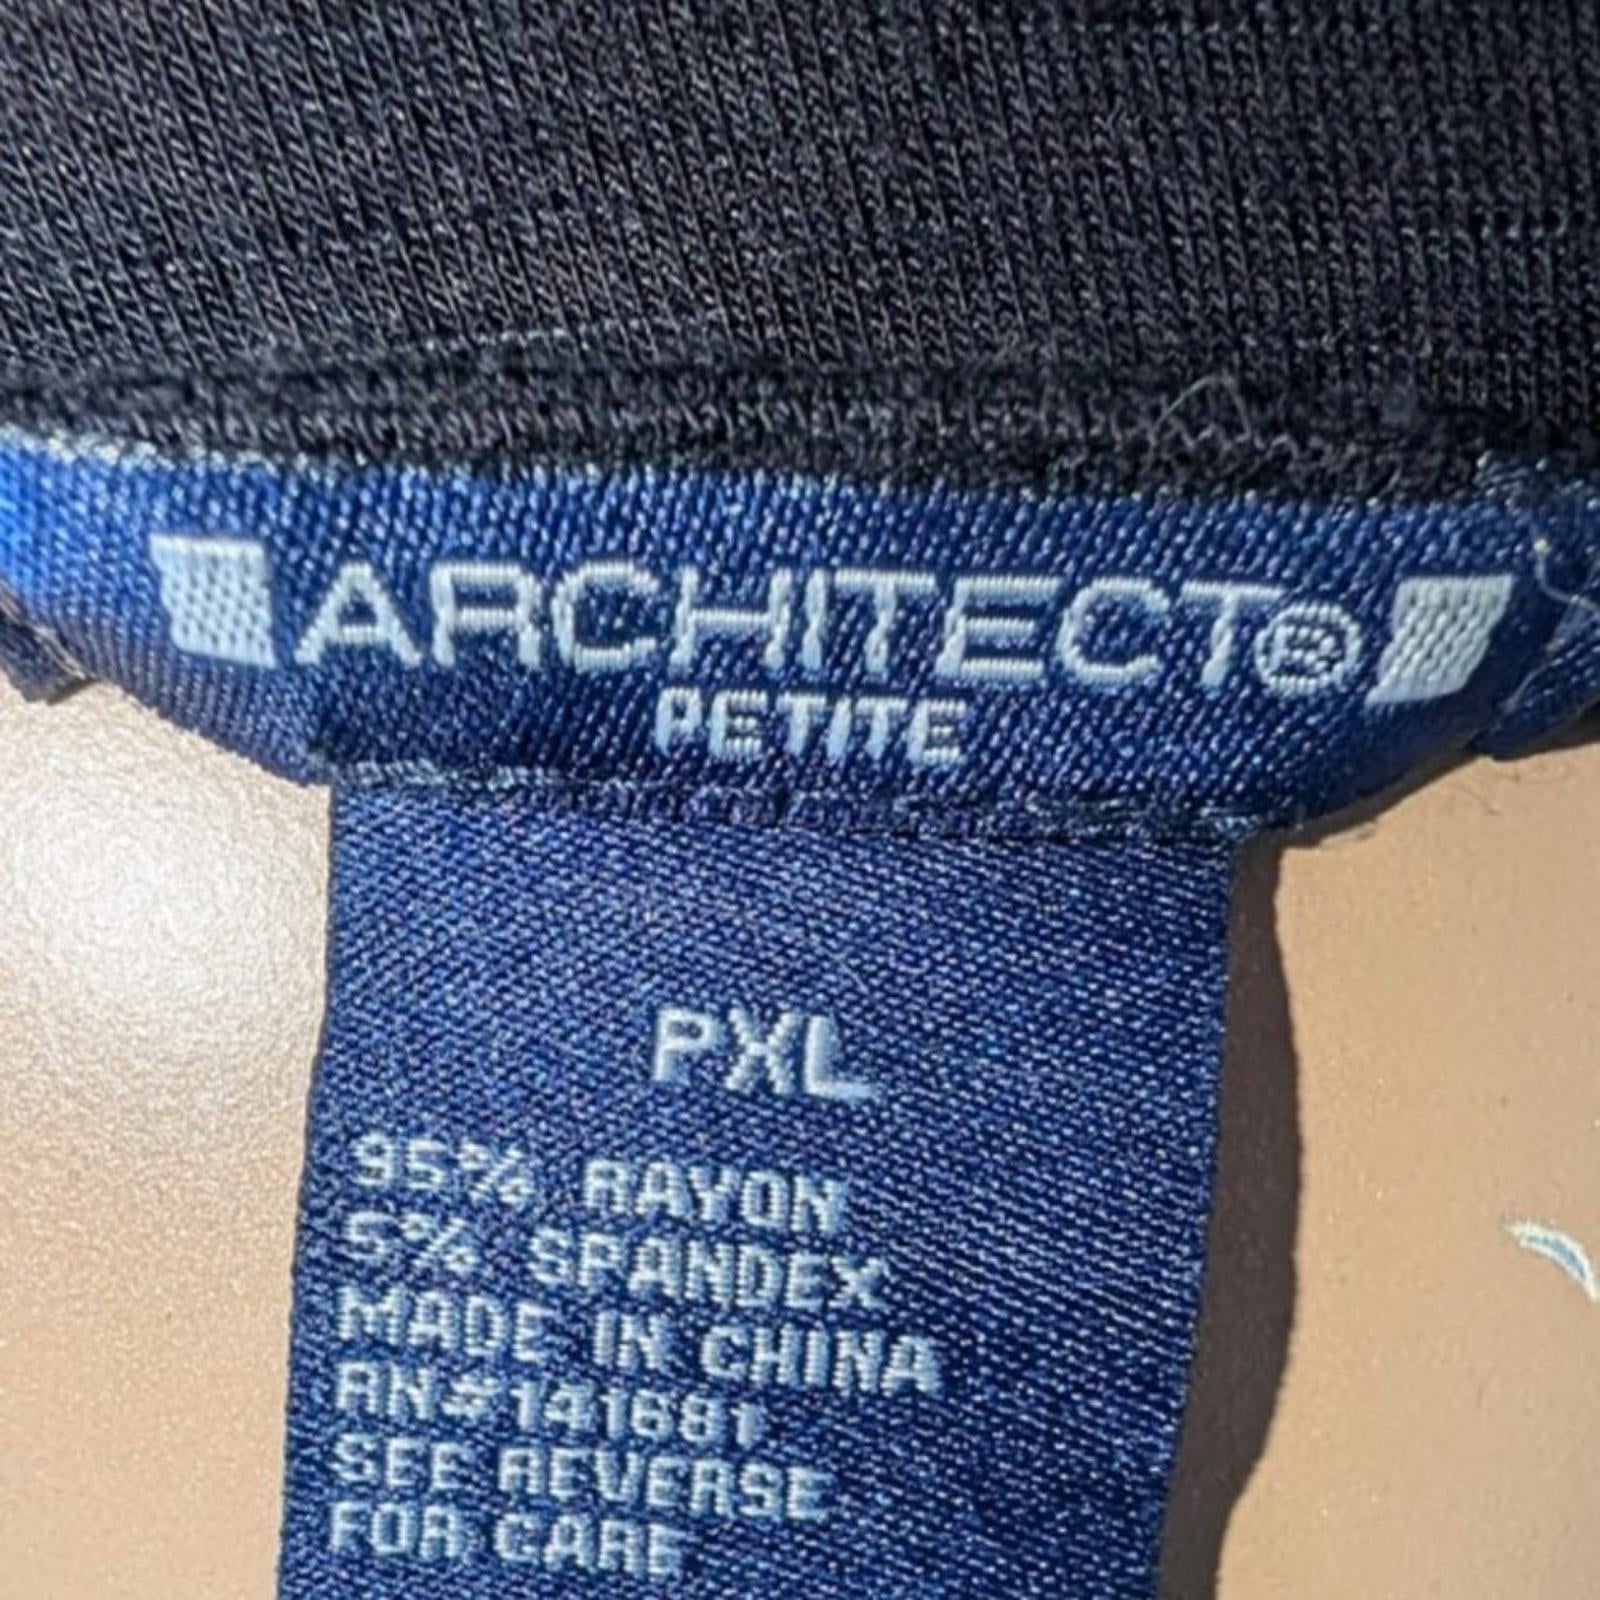 ARCHITECT®
PETITE
PXL
95% RAYON
5% SPANDEX
MADE IN CHINA
RN#141681
SEE REVERSE
FOR CARE